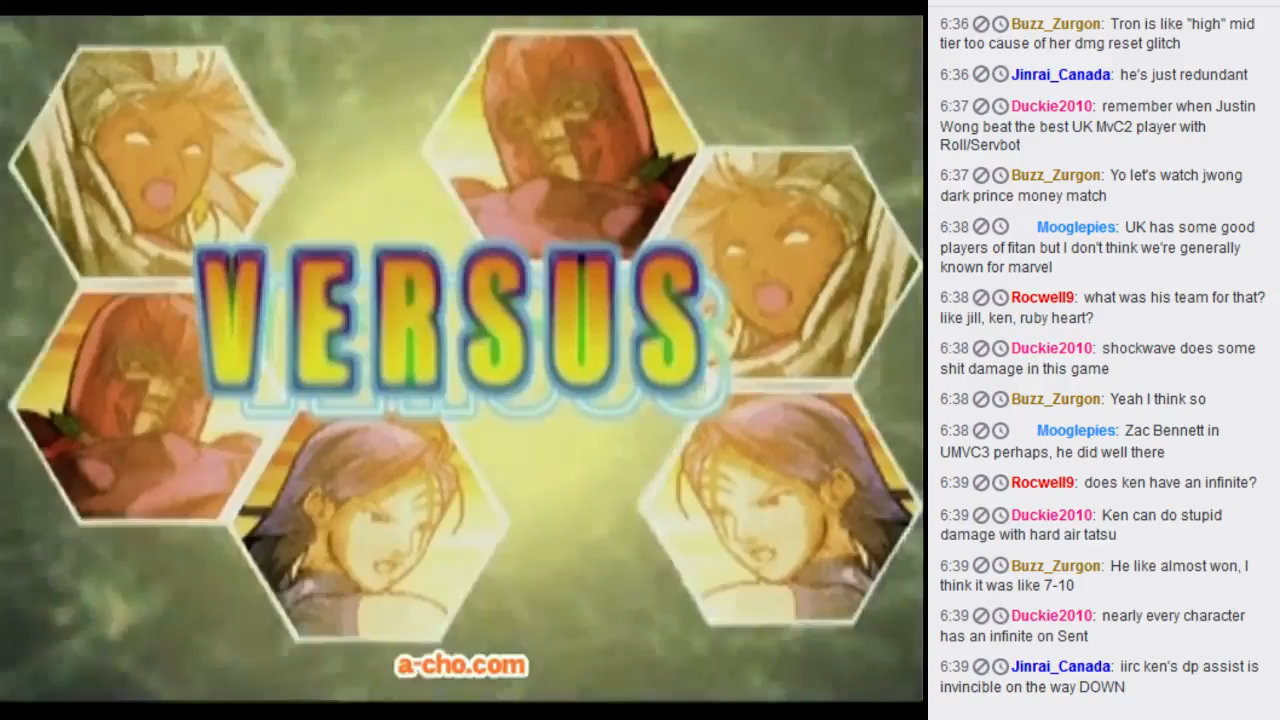 VERSUS
a-cho.com
6:36 Buzz_Zurgon: Tron is like "high" mid
tier too cause of her dmg reset glitch
6:36 Jinrai_Canada: he's just redundant
6:37 Duckie2010: remember when Justin
Wong beat the best UK MvC2 player with
Roll/Servbot
6:37 Buzz_Zurgon: Yo let's watch jwong
dark prince money match
6:38 Mooglepies: UK has some good
players of fitan but I don't think we're generally
known for marvel
6:38 Rocwell9: what was his team for that?
like jill, ken, ruby heart?
6:38 Duckie2010: shockwave does some
shit damage in this game
6:38 Buzz_Zurgon: Yeah I think so
6:38 Mooglepies: Zac Bennett in
UMVC3 perhaps, he did well there
6:39 Rocwell9: does ken have an infinite?
6:39 Duckie2010: Ken can do stupid
damage with hard air tatsu
6:39 Buzz_Zurgon: He like almost won, I
think it was like 7-10
6:39 Duckie2010: nearly every character
has an infinite on Sent
6:39 Jinrai_Canada: iirc ken's dp assist is
invincible on the way DOWN